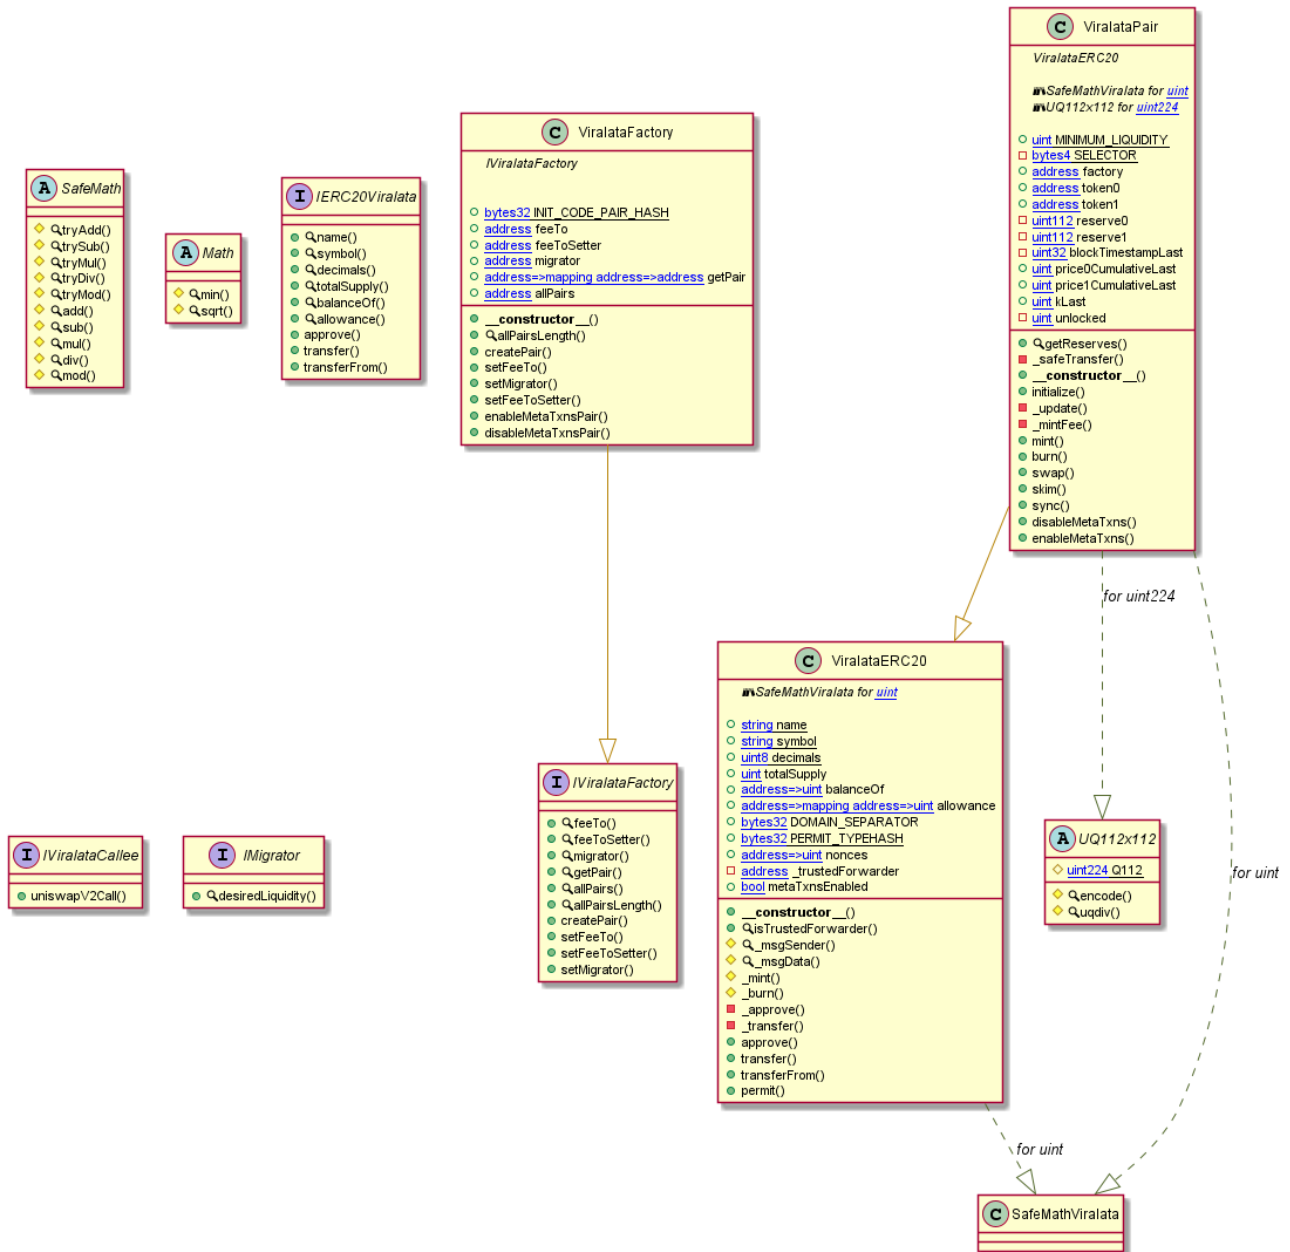 C ViralataPair
ViralataERC20
SafeMathViralata for uint
UQ112x112 for uint224
uint MINIMUM_LIQUIDITY
bytes4 SELECTOR
address factory
address token0
address token1
uint112 reserve0
uint112 reserve1
uint32 blockTimestampLast
uint price0CumulativeLast
uint price1CumulativeLast
uint kLast
uint unlocked
getReserves()
_safeTransfer()
__constructor__()
initialize()
_update()
_mintFee()
mint()
burn()
swap()
skim()
sync()
disableMetaTxns()
enableMetaTxns()
C ViralataFactory
IViralataFactory
bytes32 INIT_CODE_PAIR_HASH
address feeTo
address feeToSetter
address migrator
address=>mapping address=>address getPair
address allPairs
__constructor__()
allPairsLength()
createPair()
setFeeTo()
setMigrator()
setFeeToSetter()
enableMetaTxnsPair()
disableMetaTxnsPair()
A SafeMath
tryAdd()
trySub()
tryMul()
tryDiv()
tryMod()
add()
sub()
mul()
div()
mod()
A Math
min()
sqrt()
I IERC20Viralata
name()
symbol()
decimals()
totalSupply()
balanceOf()
allowance()
approve()
transfer()
transferFrom()
for uint224
C ViralataERC20
SafeMathViralata for uint
string name
string symbol
uint8 decimals
uint totalSupply
address=>uint balanceOf
address=>mapping address=>uint allowance
bytes32 DOMAIN_SEPARATOR
bytes32 PERMIT_TYPEHASH
address=>uint nonces
address _trustedForwarder
bool metaTxnsEnabled
__constructor__()
isTrustedForwarder()
_msgSender()
_msgData()
_mint()
_burn()
_approve()
_transfer()
approve()
transfer()
transferFrom()
permit()
I IViralataFactory
feeTo()
feeToSetter()
migrator()
getPair()
allPairs()
allPairsLength()
createPair()
setFeeTo()
setFeeToSetter()
setMigrator()
I IViralataCallee
uniswapV2Call()
I IMigrator
desiredLiquidity()
A UQ112x112
uint224 Q112
encode()
uqdiv()
for uint
for uint
C SafeMathViralata